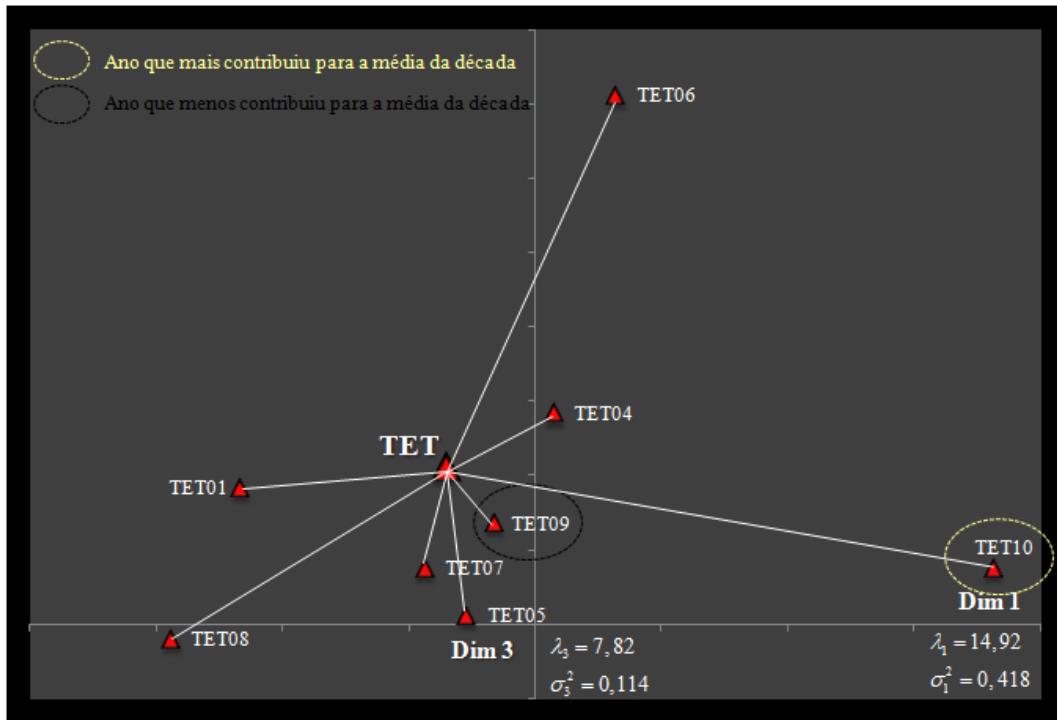 Ano que mais contribuiu para a média da década
Ano que menos contribuiu para a média da década
TET06
TET04
TET
TET01
TET09
TET10
TET07
Dim 1
TET05
TET08
Dim 3
λ₃ = 7,82
λ₁ = 14,92
σ₃² = 0,114
σ₁² = 0,418